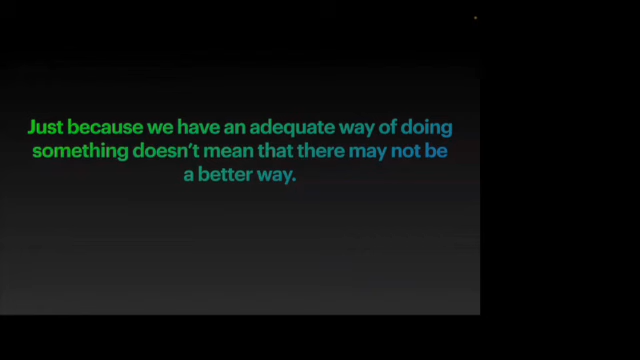 Just because we have an adequate way of doing
something doesn't mean that there may not be
a better way.